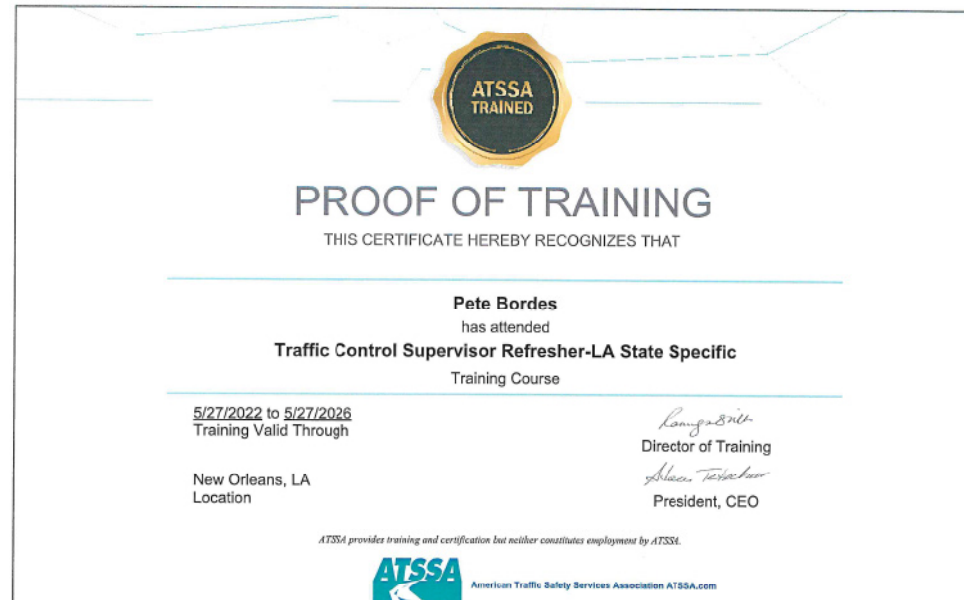 ATSSA
TRAINED
PROOF OF TRAINING
THIS CERTIFICATE HEREBY RECOGNIZES THAT
Pete Bordes
has attended
Traffic Control Supervisor Refresher-LA State Specific
Training Course
5/27/2022 to 5/27/2026
Training Valid Through
Director of Training
New Orleans, LA
Location
President, CEO
ATSSA provides training and certification but neither constitutes employment by ATSSA.
ATSSA
American Traffic Safety Services Association ATSSA.com